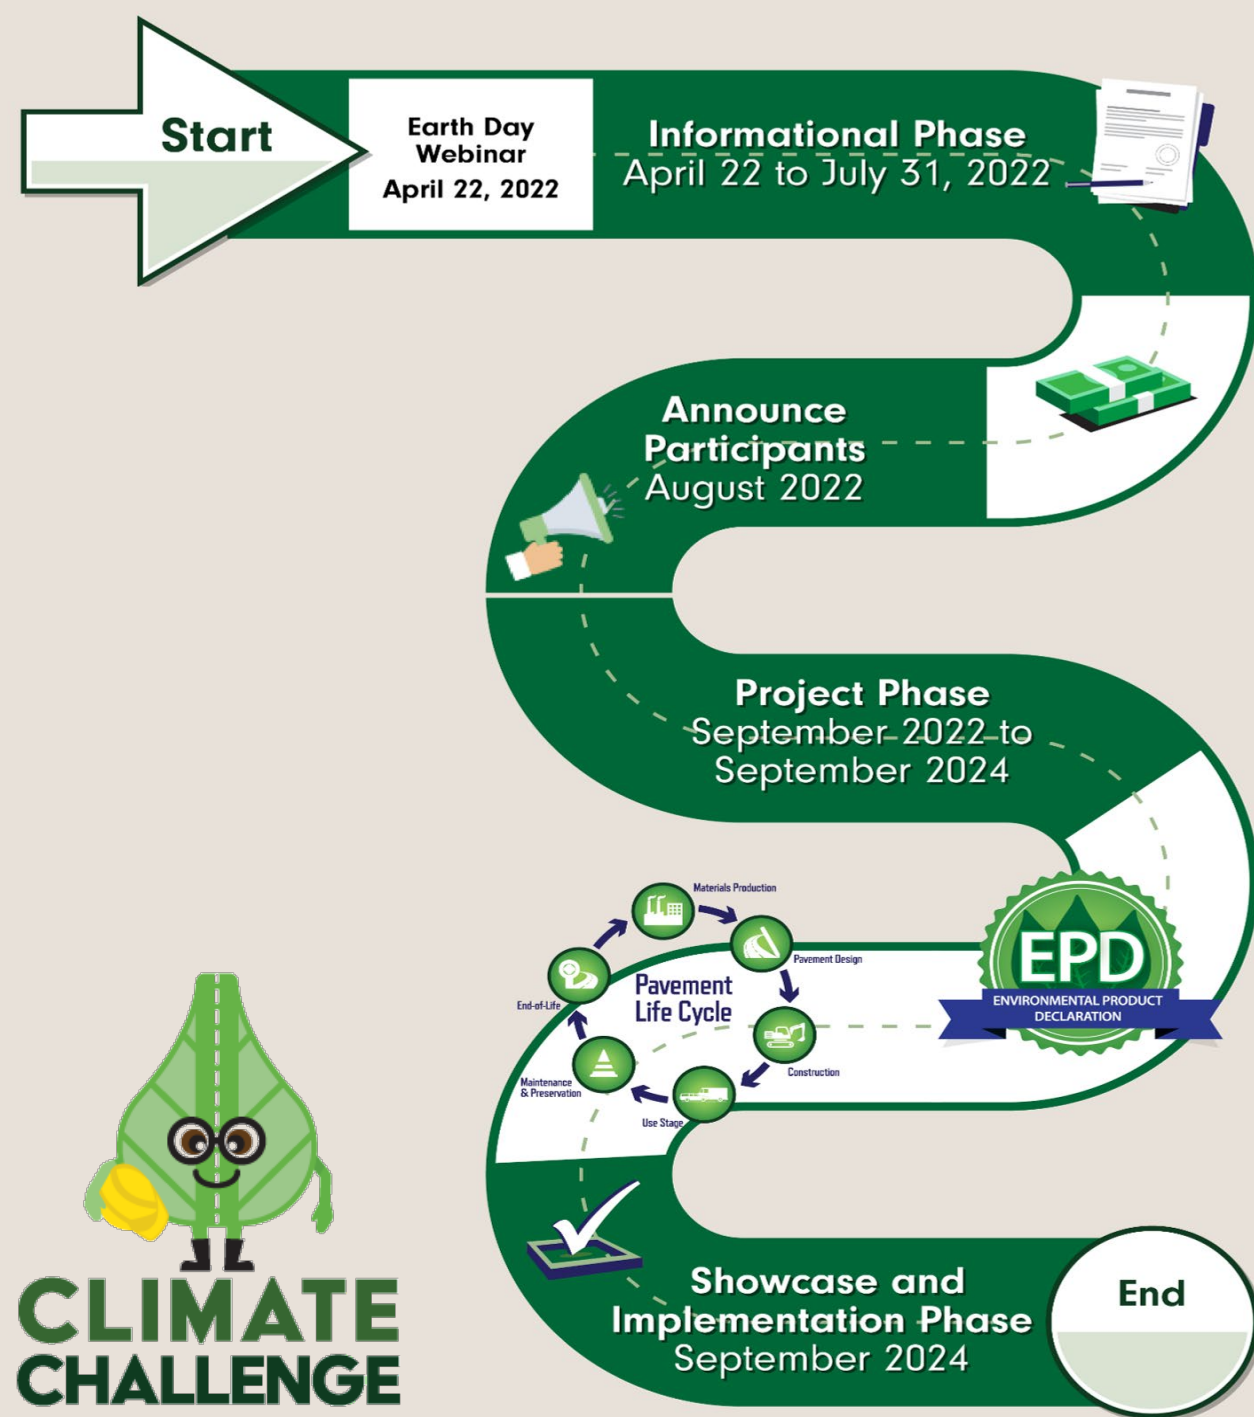 Start
Earth Day
Webinar
April 22, 2022
Informational Phase
April 22 to July 31, 2022
Announce
Participants
August 2022
Project Phase
September 2022 to
September 2024
EPD
ENVIRONMENTAL PRODUCT
DECLARATION
Pavement
Life Cycle
Materials Production
Pavement Design
Construction
Use Stage
Maintenance
& Preservation
End-of-Life
Showcase and
Implementation Phase
September 2024
End
CLIMATE
CHALLENGE